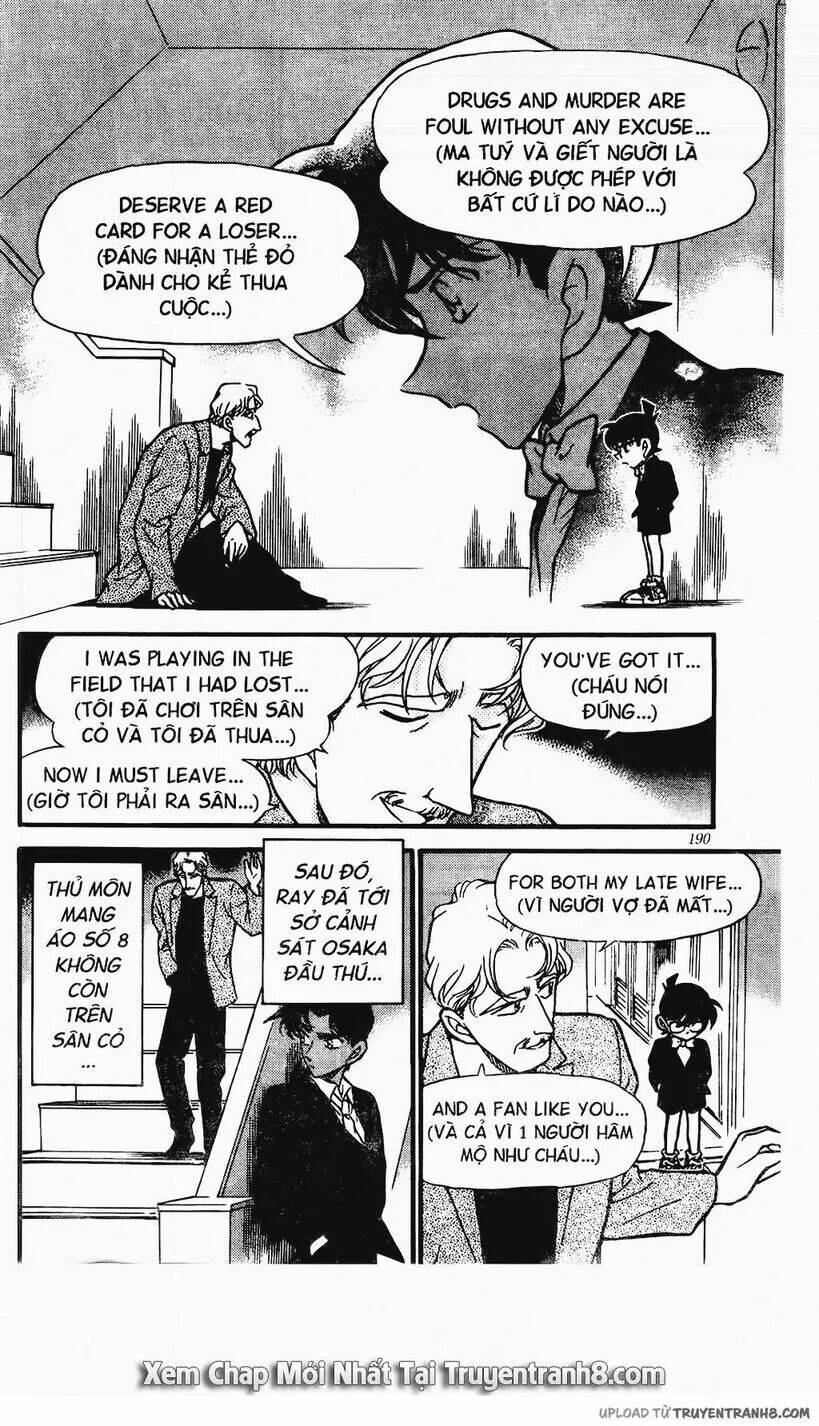 DRUGS AND MURDER ARE
FOUL WITHOUT ANY EXCUSE...
(MA TUÝ VÀ GIẾT NGƯỜI LÀ
KHÔNG ĐƯỢC PHÉP VỚI
BẤT CỨ LÍ DO NÀO...)
DESERVE A RED
CARD FOR A LOSER...
(ĐÁNG NHẬN THẺ ĐỎ
DÀNH CHO KẺ THUA
CUỘC...)
YOU'VE GOT IT...
(CHÁU NÓI
ĐÚNG...)
I WAS PLAYING IN THE
FIELD THAT I HAD LOST...
(TÔI ĐÃ CHƠI TRÊN SÂN
CỎ VÀ TÔI ĐÃ THUA...)
NOW I MUST LEAVE...
(GIỜ TÔI PHẢI RA SÂN...)
190
FOR BOTH MY LATE WIFE...
(VÌ NGƯỜI VỢ ĐÃ MẤT...)
AND A FAN LIKE YOU...
(VÀ CẢ VÌ 1 NGƯỜI HÂM
MỘ NHƯ CHÁU...)
SAU ĐÓ,
RAY ĐÃ TỚI
SỞ CẢNH
SÁT OSAKA
ĐẦU THÚ...
THỦ MÔN
MANG
ÁO SỐ 8
KHÔNG
CÒN
TRÊN
SÂN CỎ
...
Xem Chap Mới Nhất Tại Truyentranh8.com
UPLOAD TỪ TRUYENTRANH8.COM